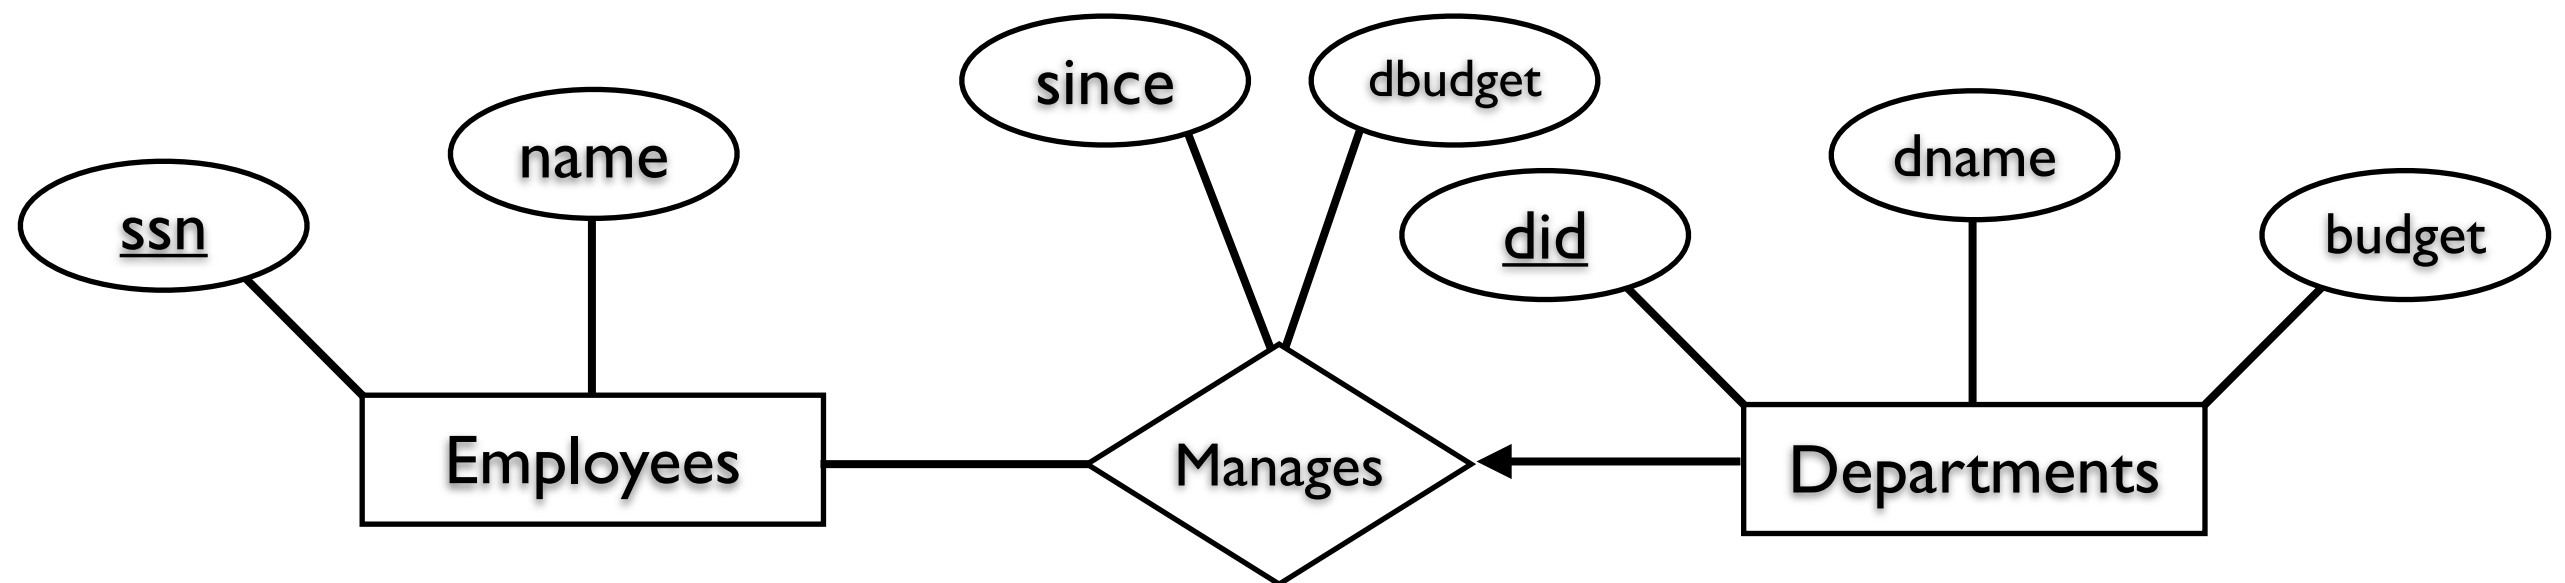 since
dbudget
name
dname
ssn
did
budget
Employees
Manages
Departments